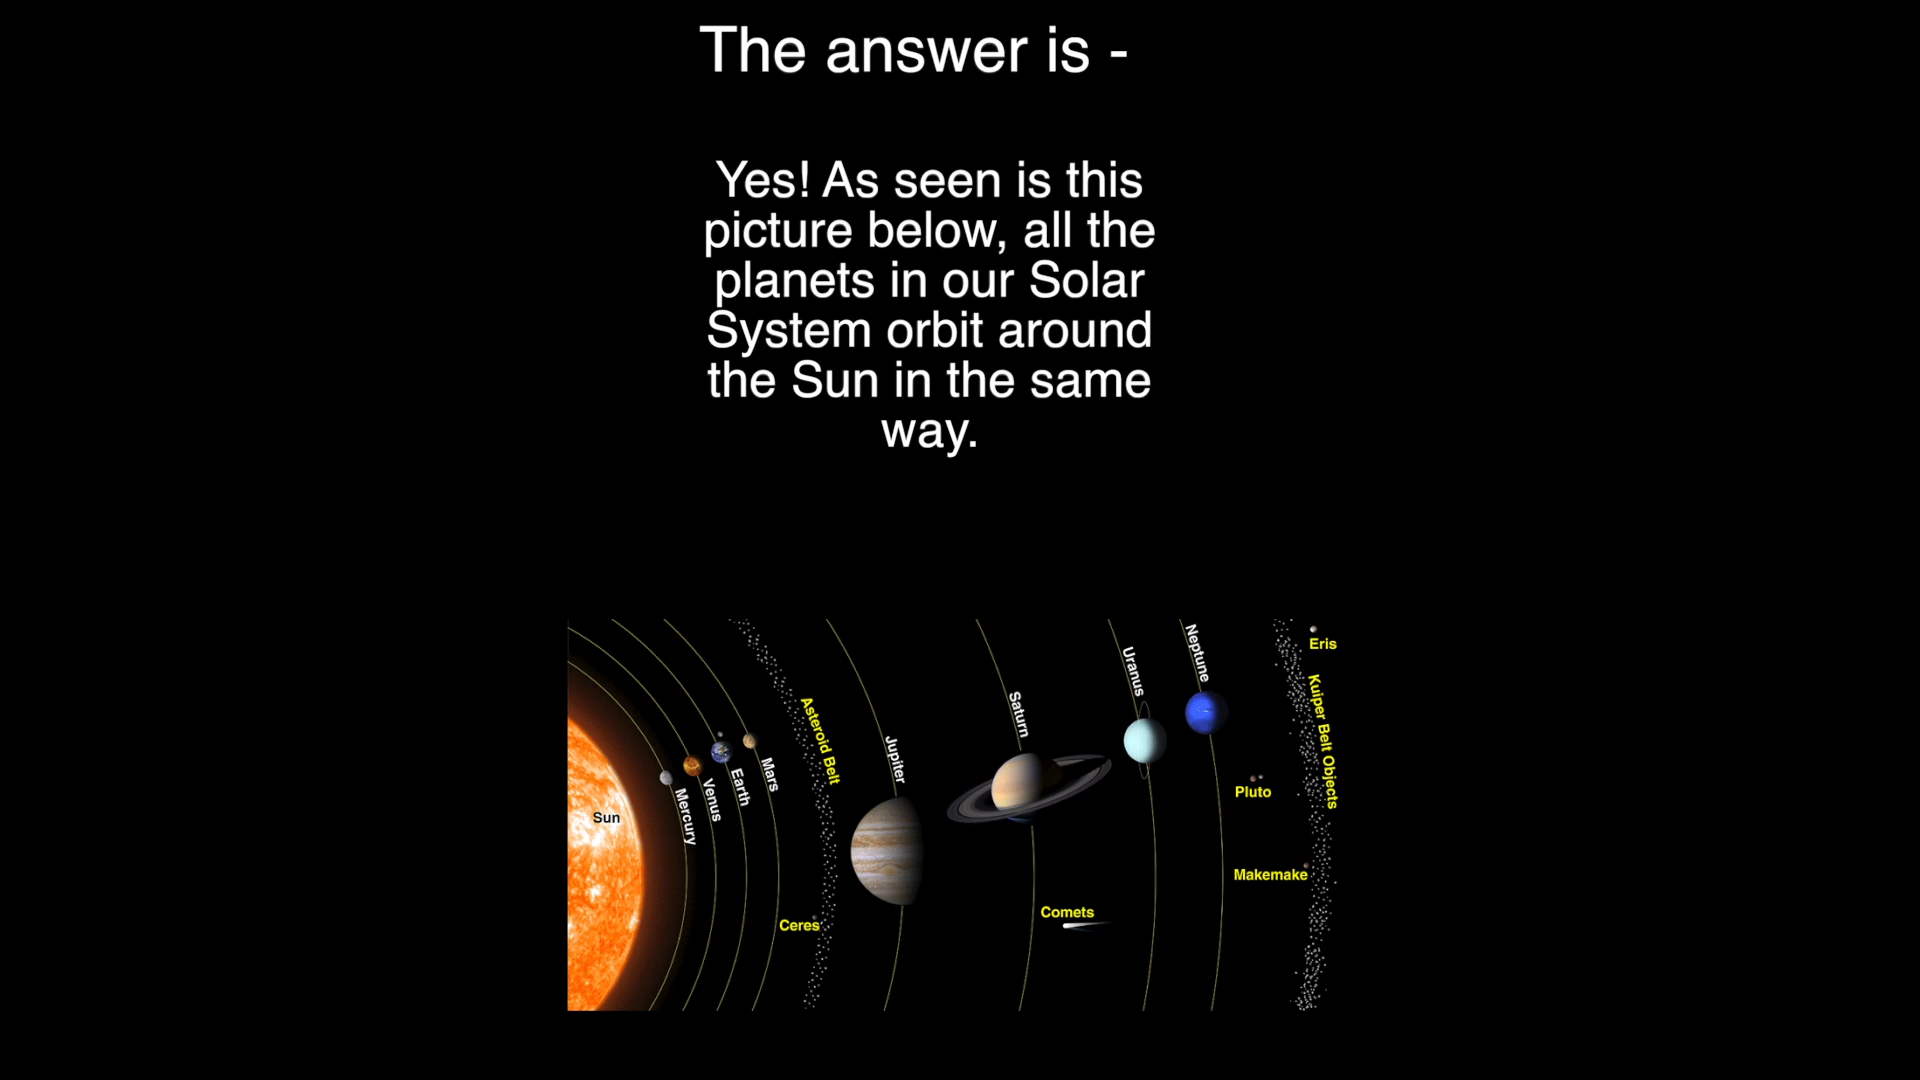 The answer is -
Yes! As seen is this
picture below, all the
planets in our Solar
System orbit around
the Sun in the same
way.
Sun
Mercury
Venus
Earth
Mars
Asteroid Belt
Ceres
Jupiter
Saturn
Comets
Uranus
Neptune
Pluto
Makemake
Eris
Kuiper Belt Objects